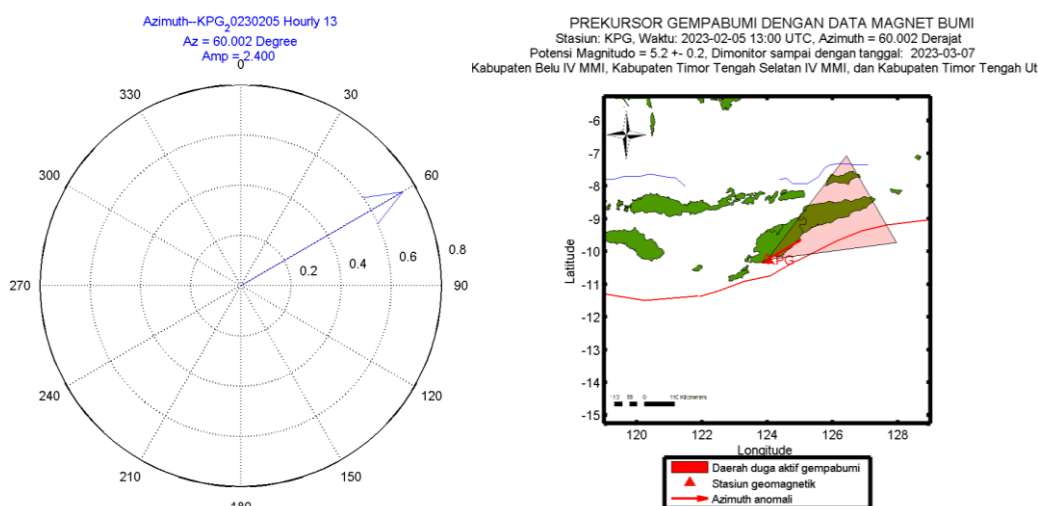 Azimuth--KPG20230205 Hourly 13
Az = 60.002 Degree
Amp = 2.400
0
30
60
90
120
150
180
210
240
270
300
330
0.2
0.4
0.6
0.8
PREKURSOR GEMPABUMI DENGAN DATA MAGNET BUMI
Stasiun: KPG, Waktu: 2023-02-05 13:00 UTC, Azimuth = 60.002 Derajat
Potensi Magnitudo = 5.2 +- 0.2, Dimonitor sampai dengan tanggal: 2023-03-07
Kabupaten Belu IV MMI, Kabupaten Timor Tengah Selatan IV MMI, dan Kabupaten Timor Tengah Ut
-6
-7
-8
-9
-10
-11
-12
-13
-14
-15
Latitude
KPG
0
110 Kilometers
120
122
124
126
128
Longitude
Daerah duga aktif gempabumi
Stasiun geomagnetik
Azimuth anomali